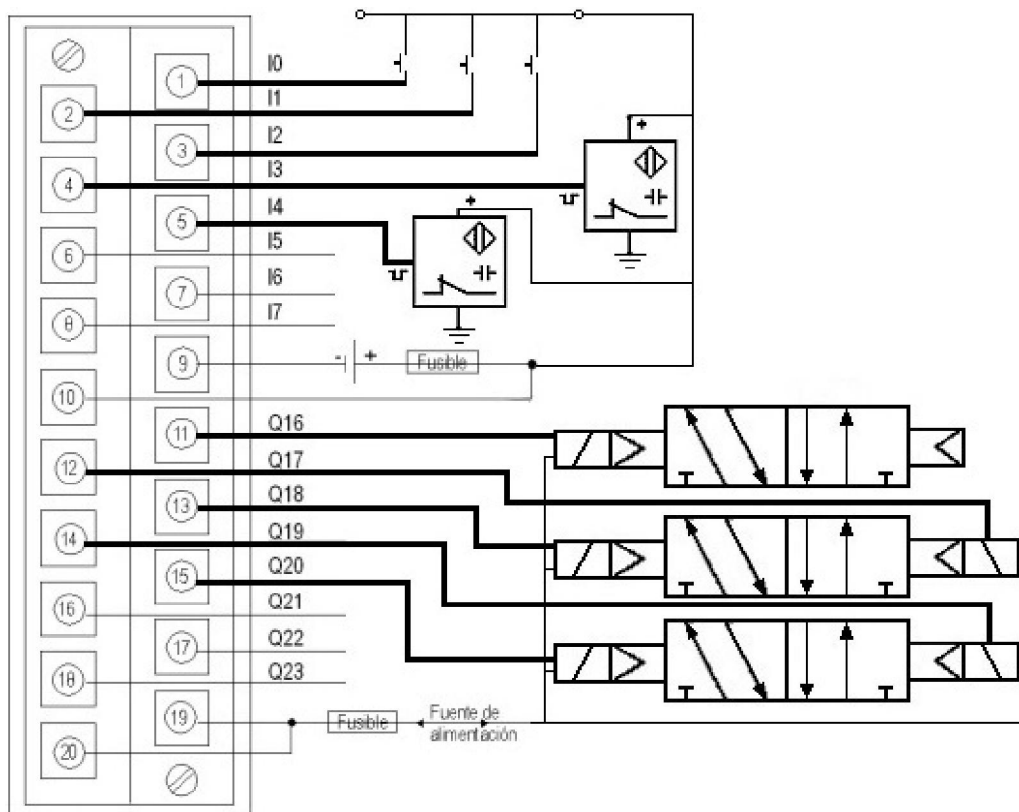 1
I0
I1
2
I2
3
I3
4
I4
5
I5
6
I6
7
I7
8
9
- + Fusible
10
11
Q16
12
Q17
13
Q18
14
Q19
15
Q20
16
Q21
17
Q22
18
Q23
19
Fusible
Fuente de
alimentación
20
+
+